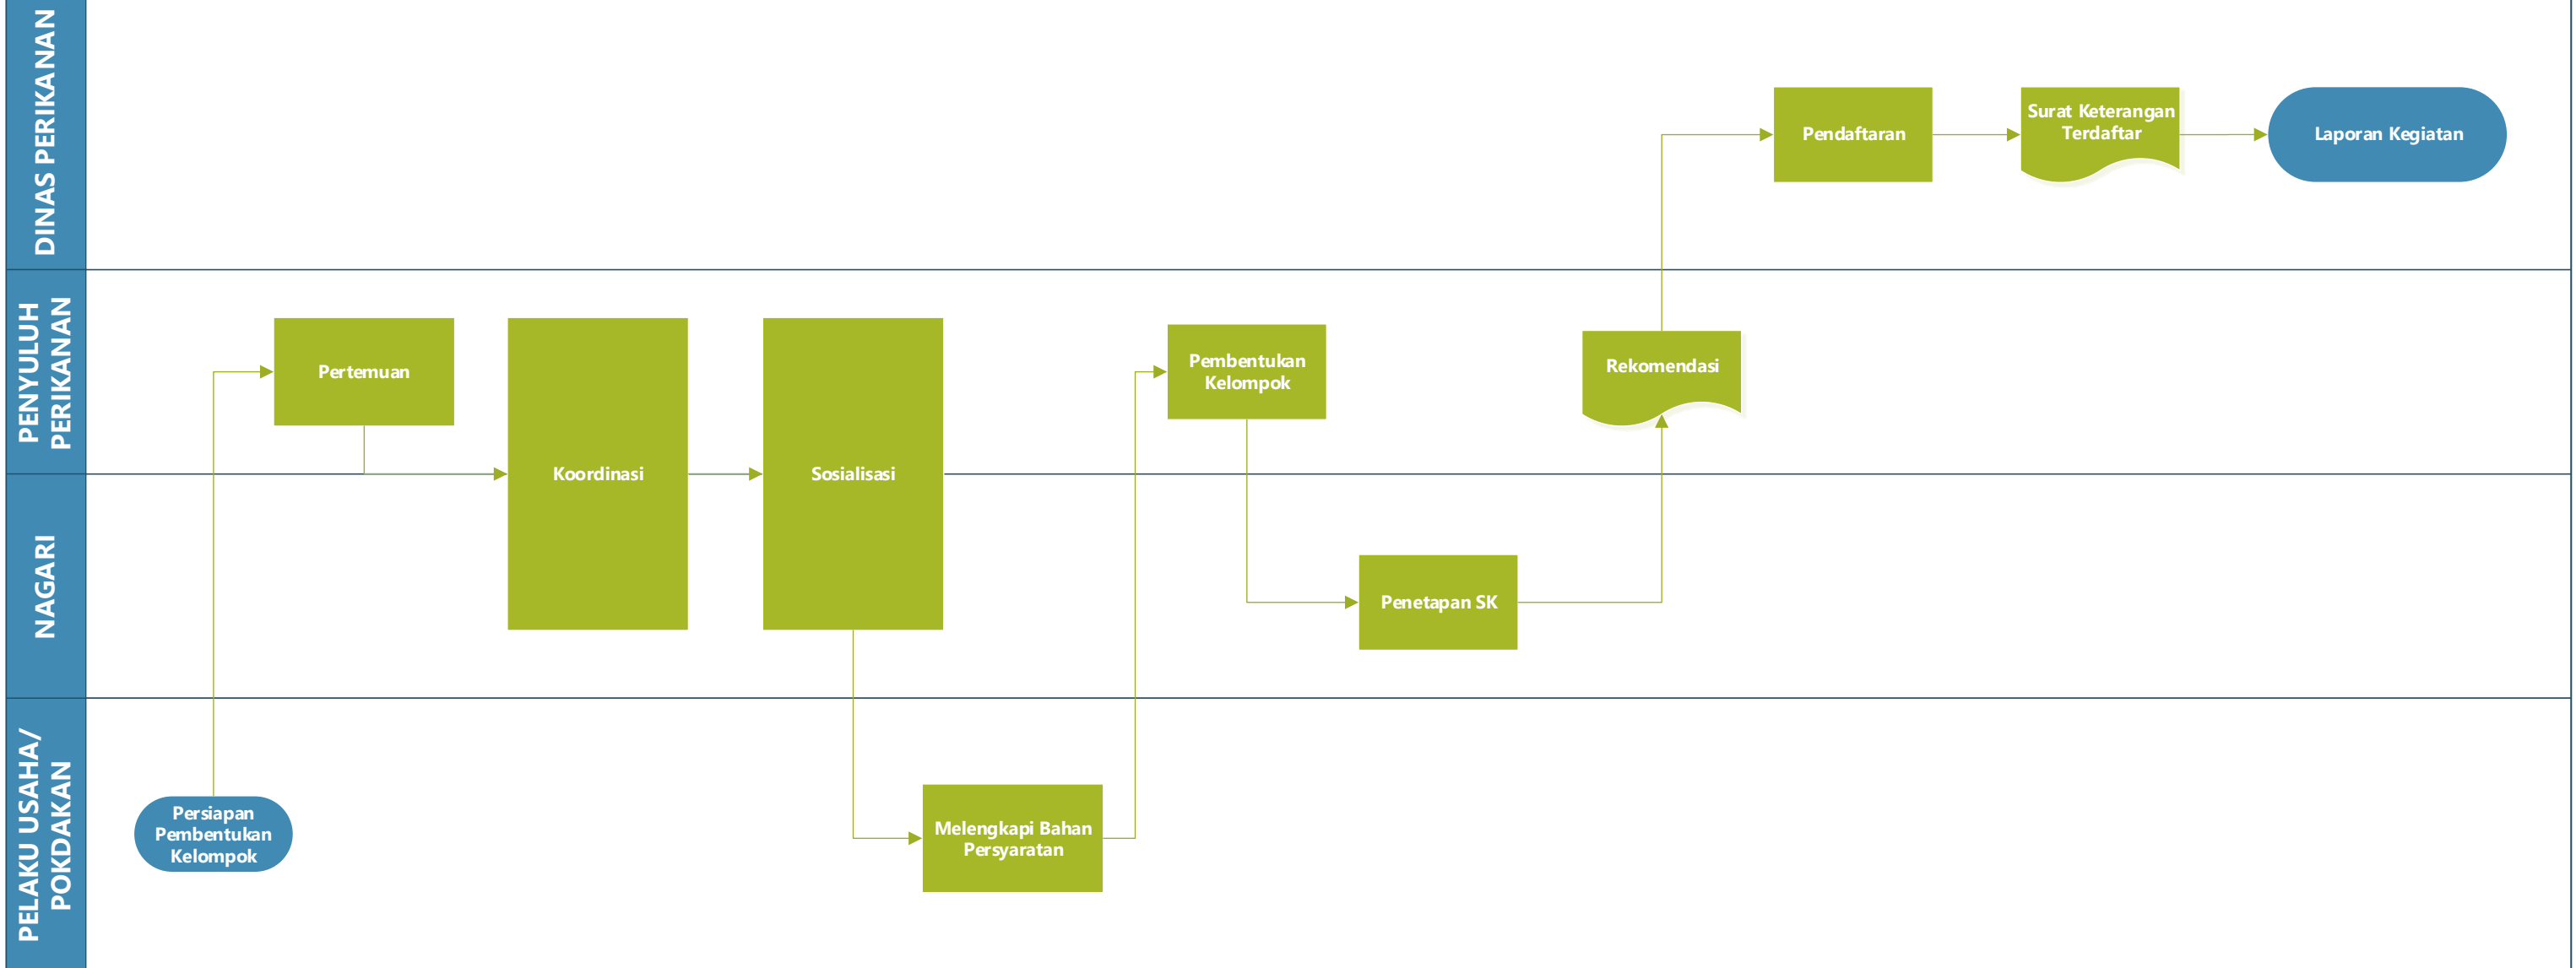 DINAS PERIKANAN
Pendaftaran
Surat Keterangan
Terdaftar
Laporan Kegiatan
PENYULUH
PERIKANAN
Pertemuan
Koordinasi
Sosialisasi
Pembentukan
Kelompok
Rekomendasi
NAGARI
Penetapan SK
PELAKU USAHA/
POKDAKAN
Persiapan
Pembentukan
Kelompok
Melengkapi Bahan
Persyaratan